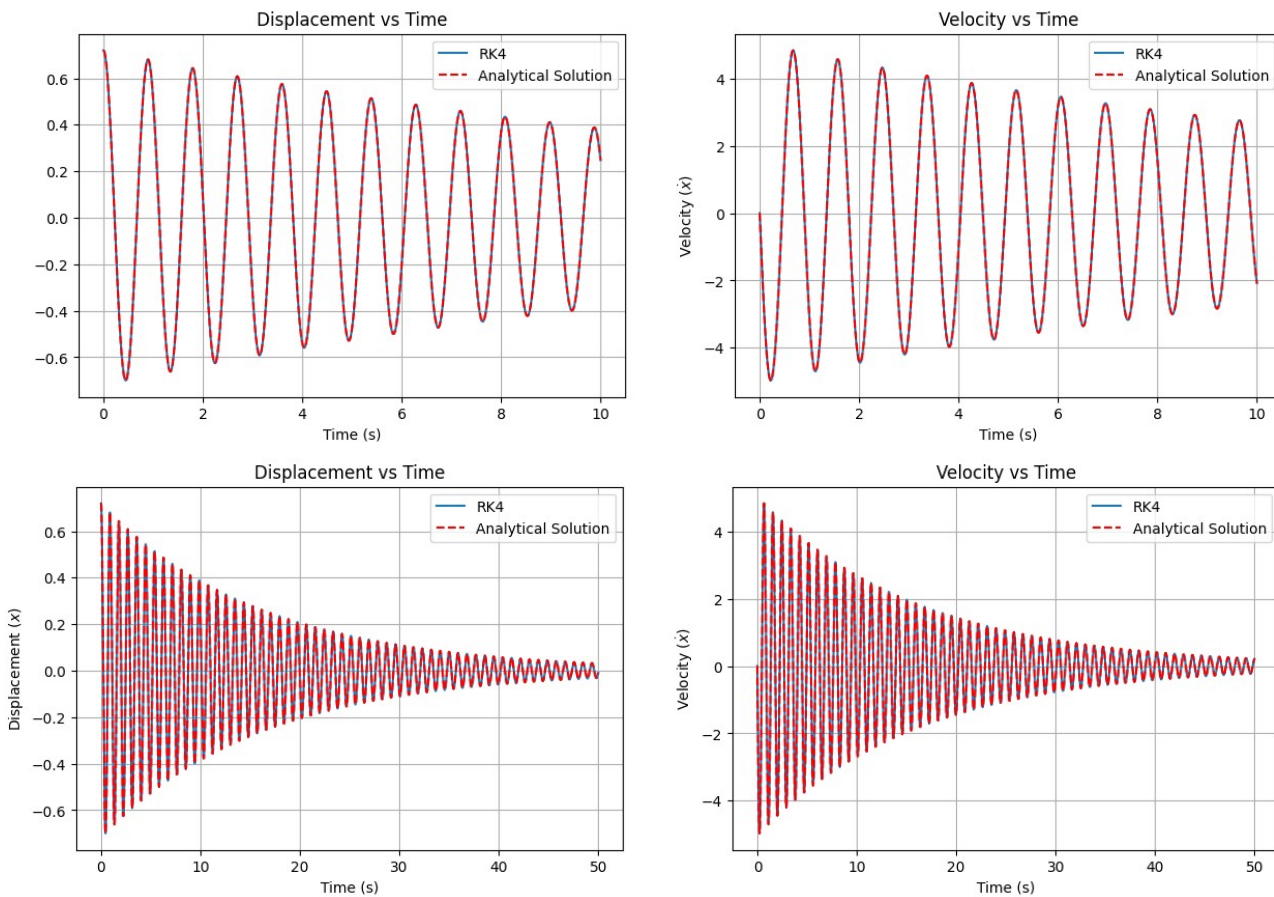 Displacement vs Time
RK4
Analytical Solution
0.6
0.4
0.2
0.0
−0.2
−0.4
−0.6
0 2 4 6 8 10
Time (s)
Velocity vs Time
RK4
Analytical Solution
Velocity (ẋ)
4
2
0
−2
−4
0 2 4 6 8 10
Time (s)
Displacement vs Time
RK4
Analytical Solution
Displacement (x)
0.6
0.4
0.2
0.0
−0.2
−0.4
−0.6
0 10 20 30 40 50
Time (s)
Velocity vs Time
RK4
Analytical Solution
Velocity (ẋ)
4
2
0
−2
−4
0 10 20 30 40 50
Time (s)